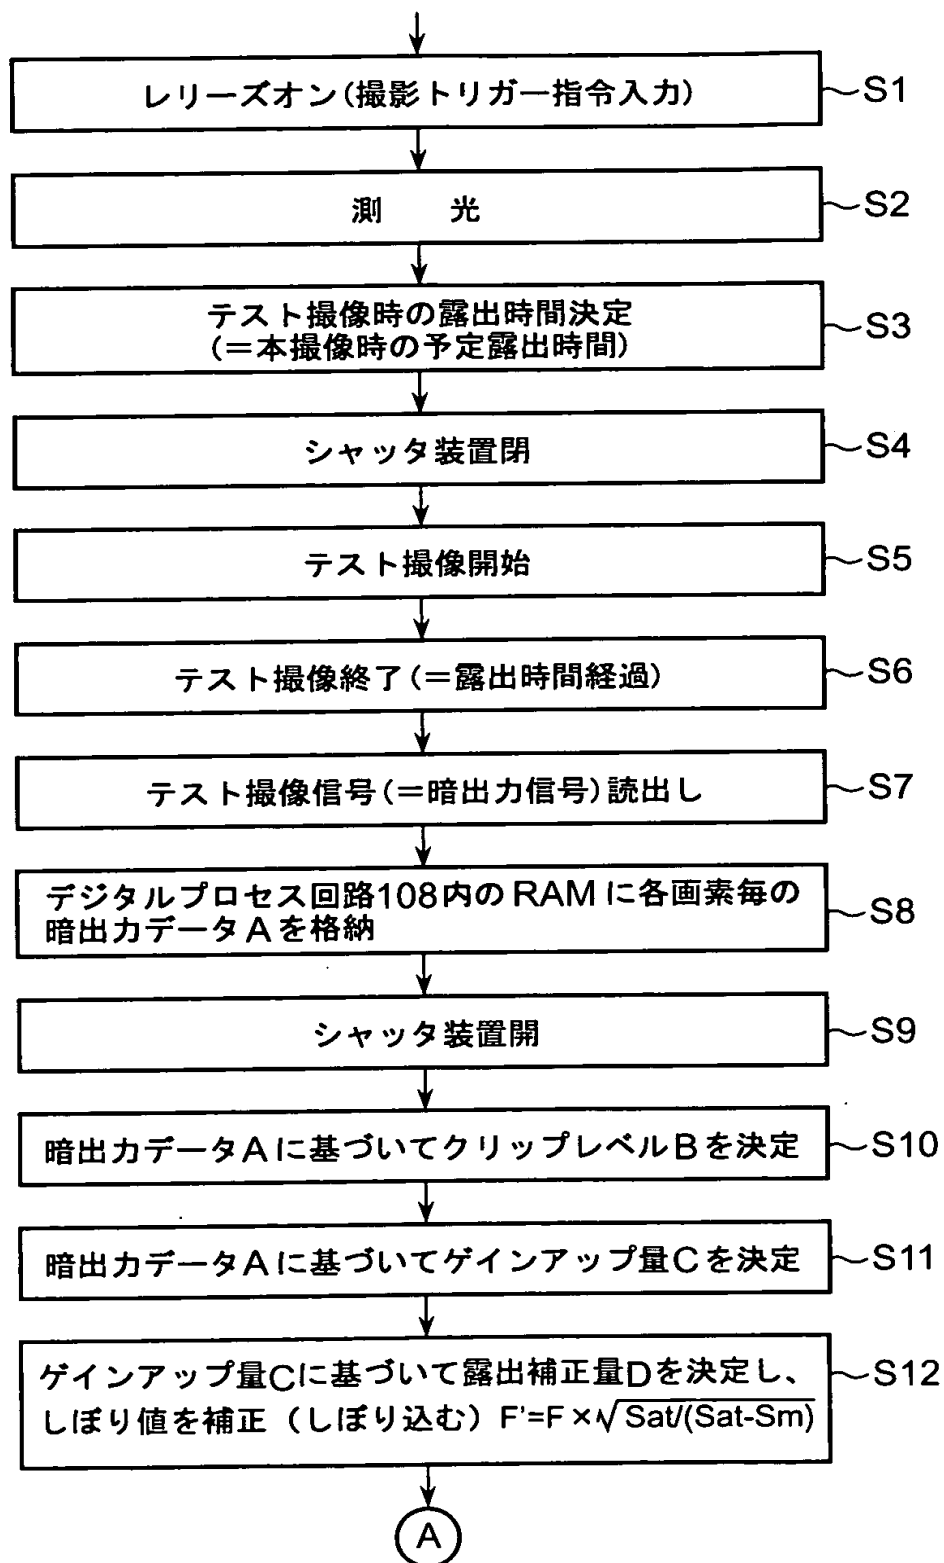 レリーズオン(撮影トリガー指令入力)
S1
測　光
S2
テスト撮像時の露出時間決定
(=本撮像時の予定露出時間)
S3
シャッタ装置閉
S4
テスト撮像開始
S5
テスト撮像終了(=露出時間経過)
S6
テスト撮像信号(=暗出力信号)読出し
S7
デジタルプロセス回路108内のRAMに各画素毎の
暗出力データAを格納
S8
シャッタ装置開
S9
暗出力データAに基づいてクリップレベルBを決定
S10
暗出力データAに基づいてゲインアップ量Cを決定
S11
ゲインアップ量Cに基づいて露出補正量Dを決定し、
しぼり値を補正（しぼり込む）F'=F×√Sat/(Sat-Sm)
S12
A